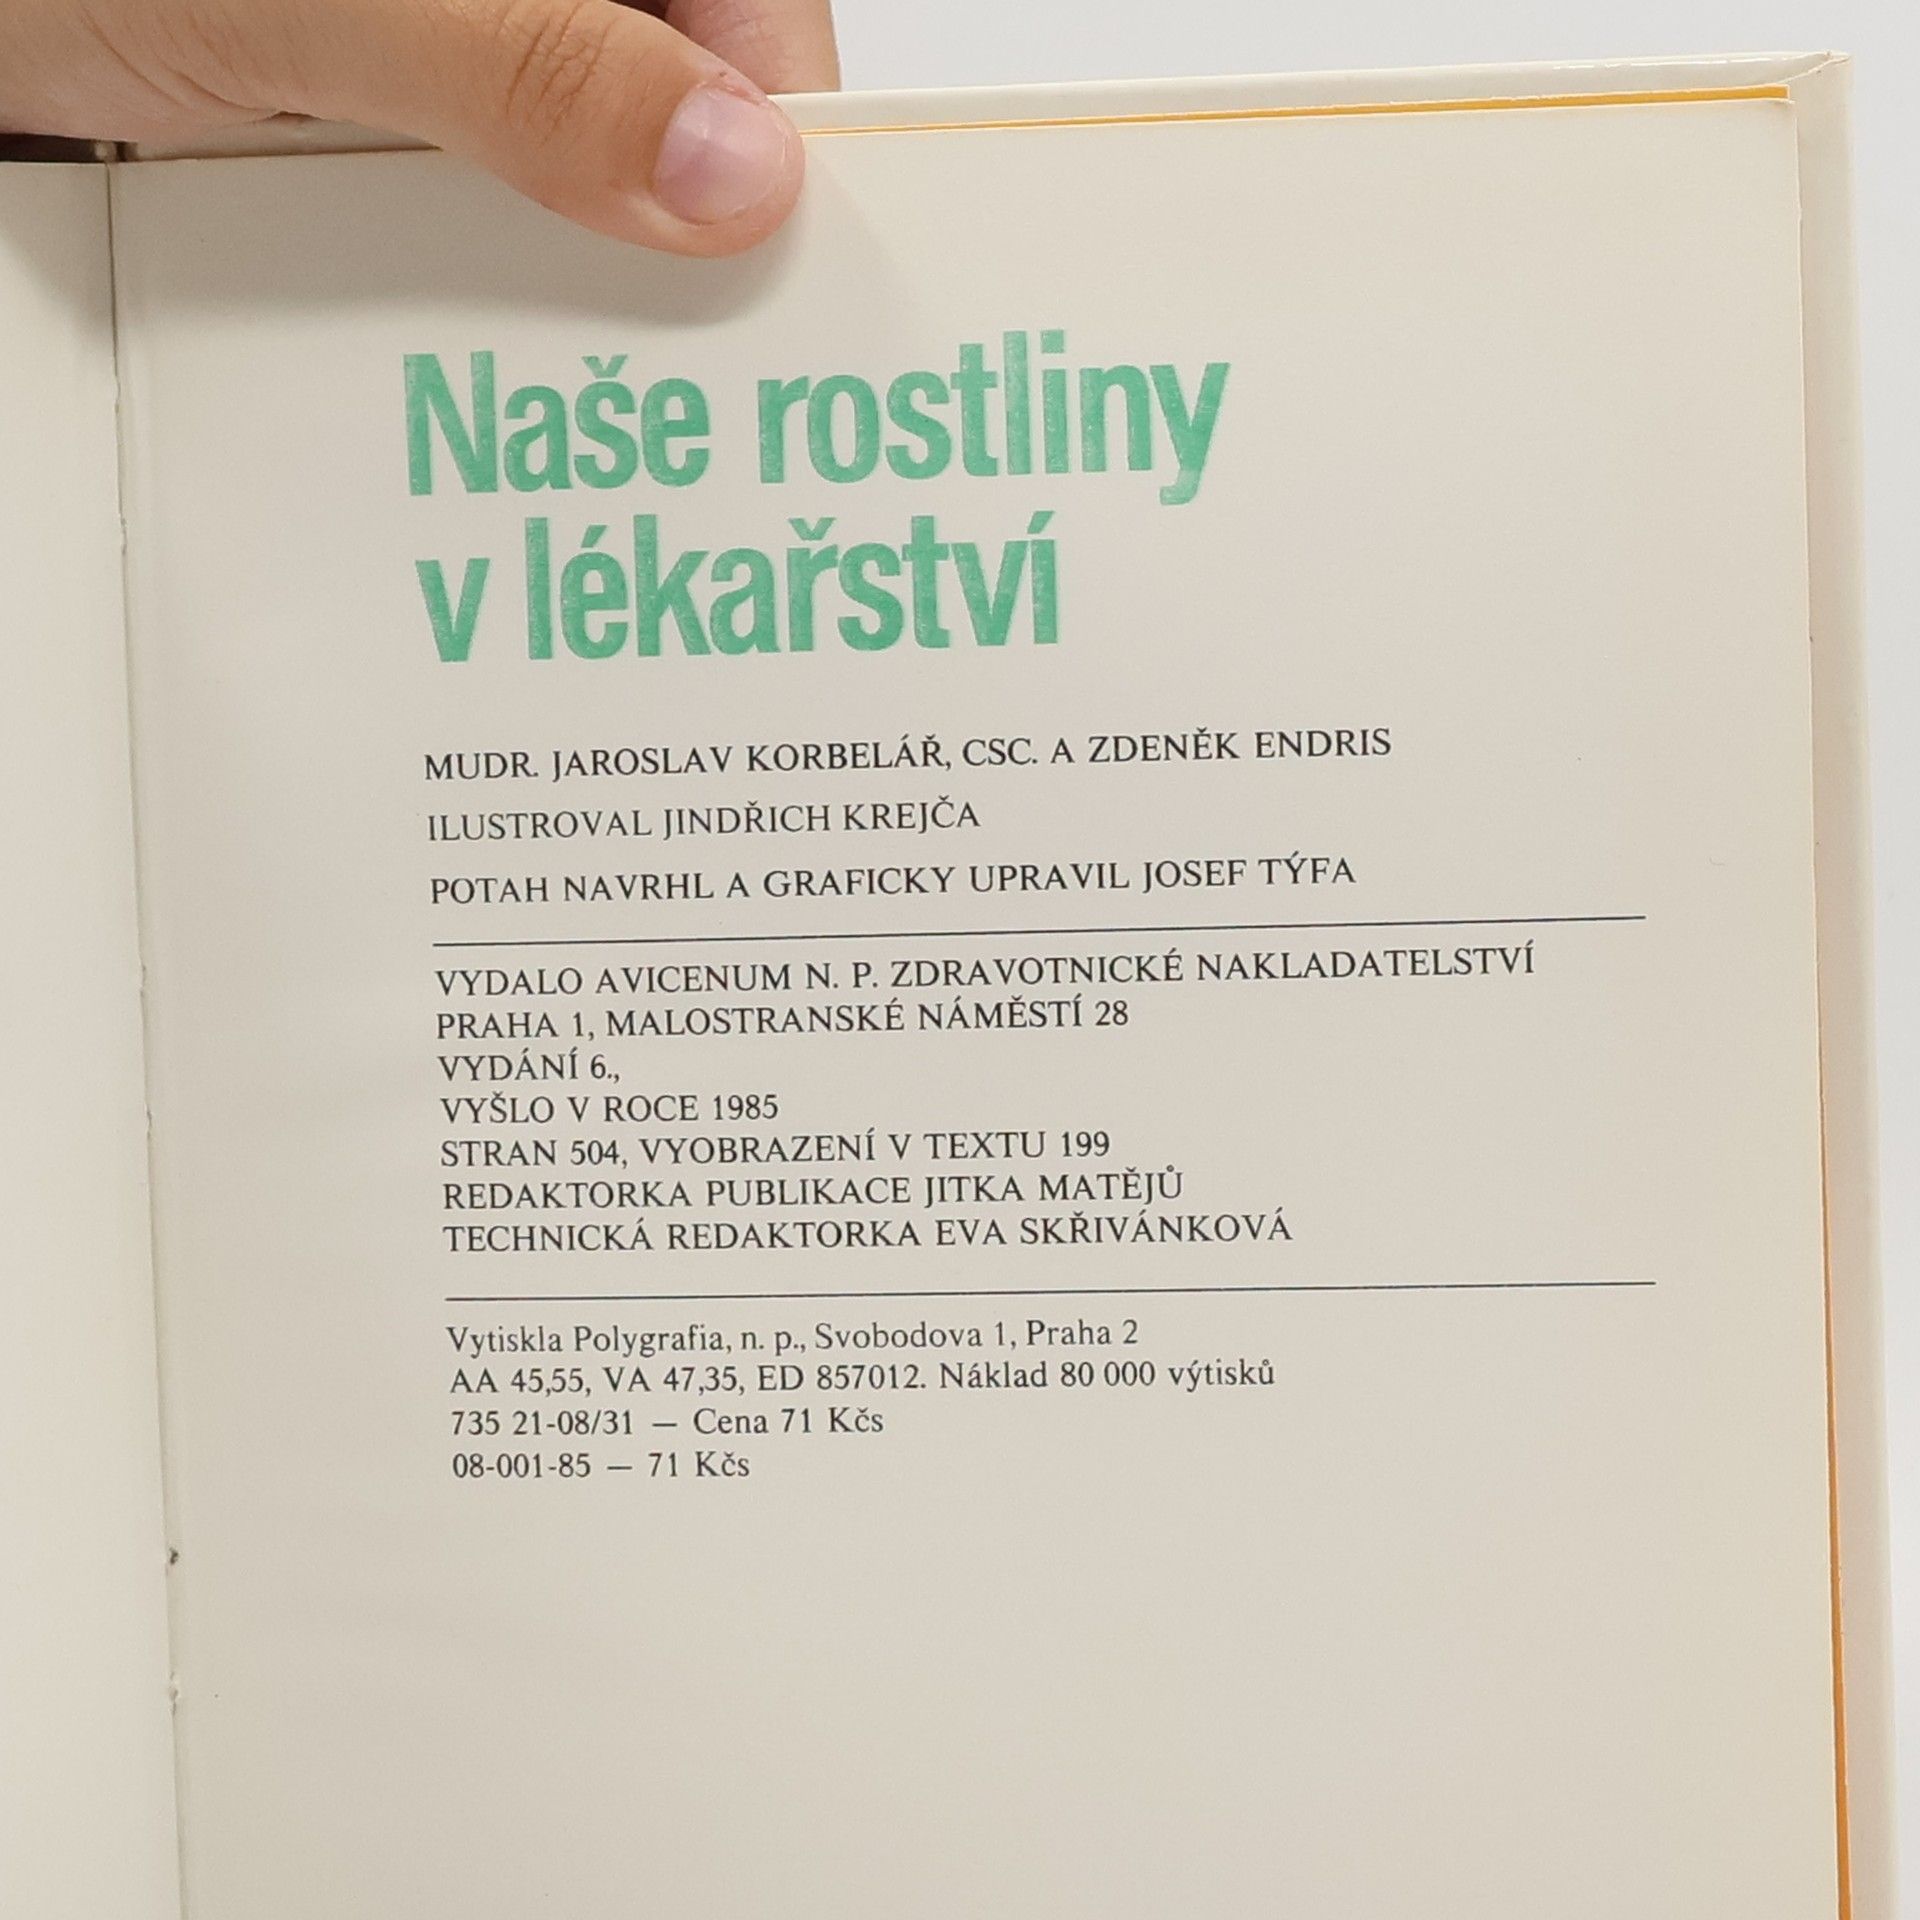 Naše rostliny
v lékařství
MUDR. JAROSLAV KORBELÁŘ, CSC. A ZDENĚK ENDRIS
ILUSTROVAL JINDŘICH KREJČA
POTAH NAVRHL A GRAFICKY UPRAVIL JOSEF TÝFA
VYDALO AVICENUM N. P. ZDRAVOTNICKÉ NAKLADATELSTVÍ
PRAHA 1, MALOSTRANSKÉ NÁMĚSTÍ 28
VYDÁNÍ 6.,
VYŠLO V ROCE 1985
STRAN 504, VYOBRAZENÍ V TEXTU 199
REDAKTORKA PUBLIKACE JITKA MATĚJŮ
TECHNICKÁ REDAKTORKA EVA SKŘIVÁNKOVÁ
Vytiskla Polygrafia, n. p., Svobodova 1, Praha 2
AA 45,55, VA 47,35, ED 857012. Náklad 80 000 výtisků
735 21-08/31 — Cena 71 Kčs
08-001-85 — 71 Kčs